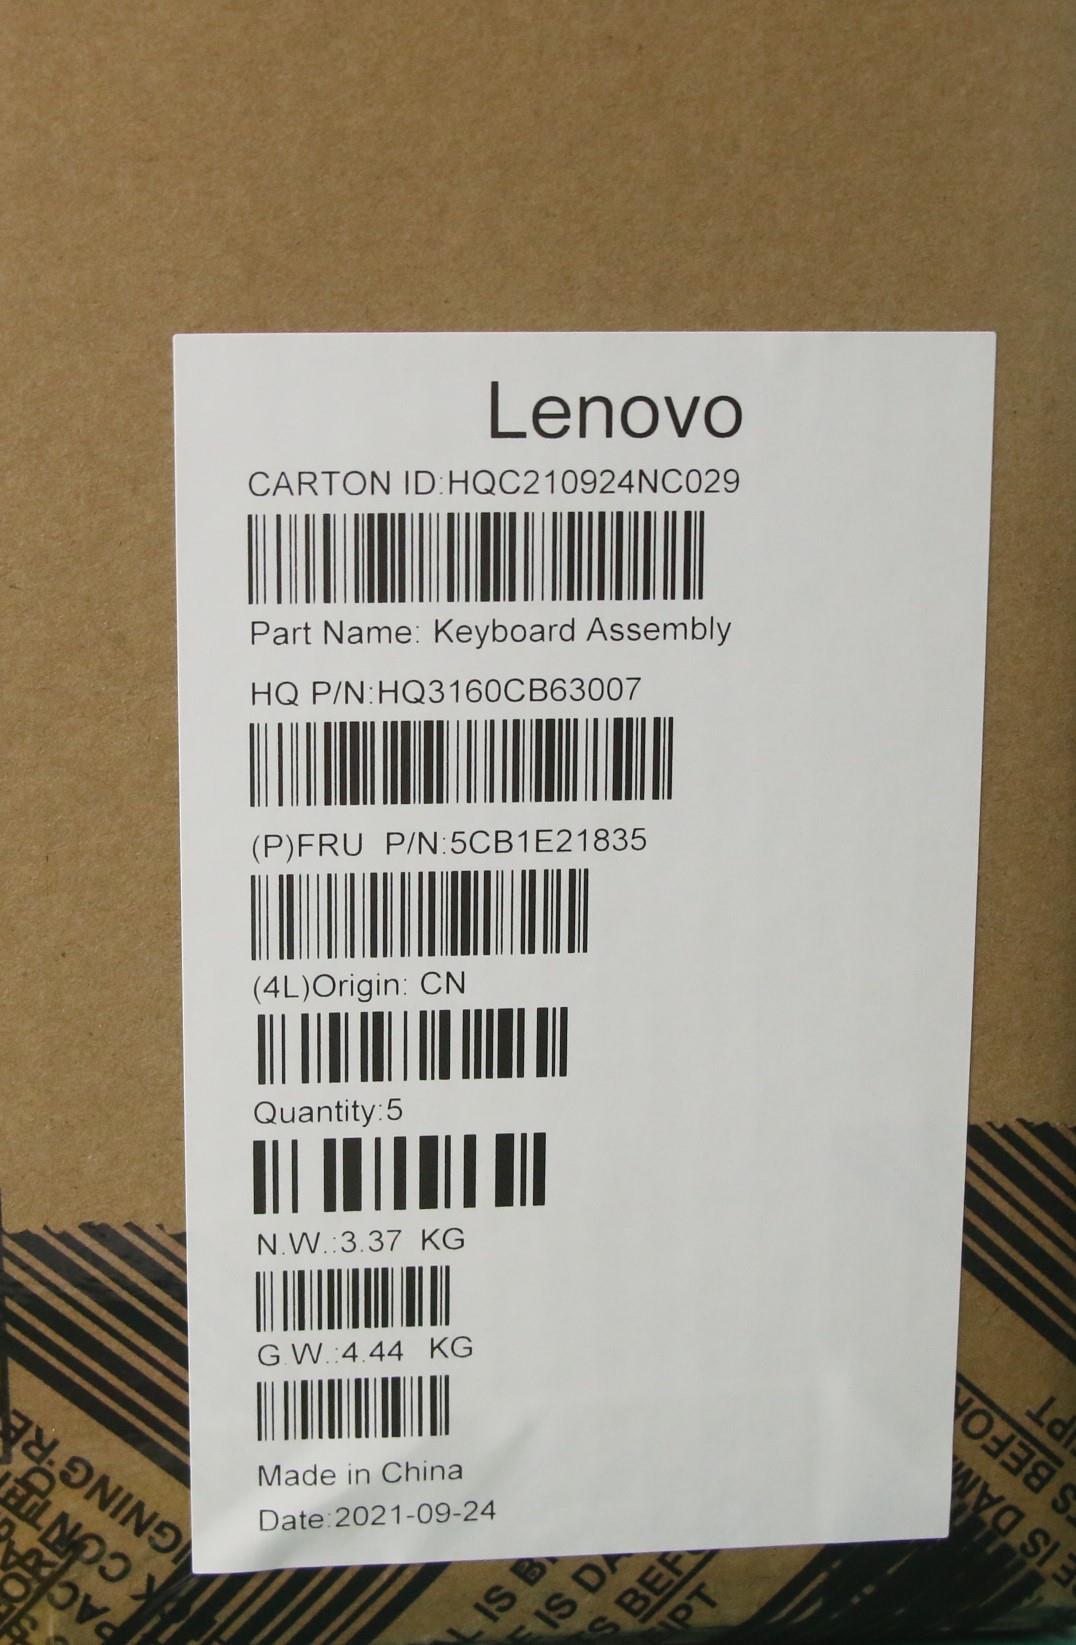 Lenovo
CARTON ID:HQC210924NC029
Part Name: Keyboard Assembly
HQ P/N:HQ3160CB63007
(P)FRU P/N:5CB1E21835
(4L)Origin: CN
Quantity:5
N.W.:3.37 KG
G.W.:4.44 KG
Made in China
Date:2021-09-24